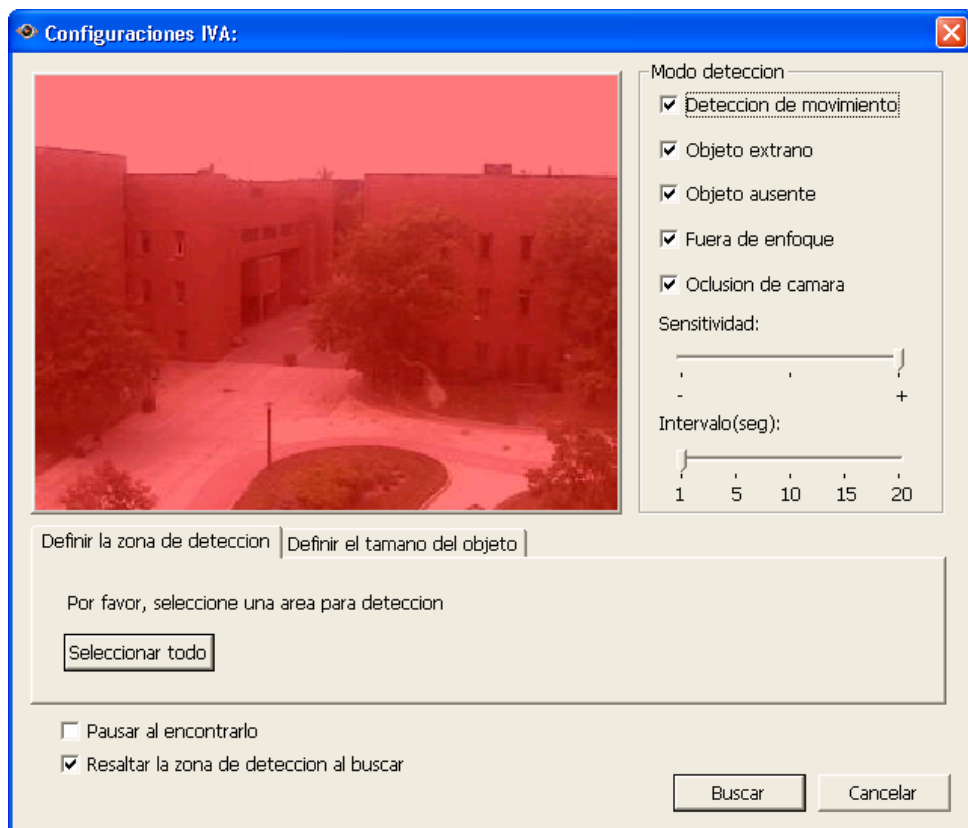 Configuraciones IVA:
Modo deteccion
Deteccion de movimiento
Objeto extrano
Objeto ausente
Fuera de enfoque
Oclusion de camara
Sensitividad:
- +
Intervalo(seg):
1 5 10 15 20
Definir la zona de deteccion Definir el tamano del objeto
Por favor, seleccione una area para deteccion
Seleccionar todo
Pausar al encontrarlo
Resaltar la zona de deteccion al buscar
Buscar Cancelar